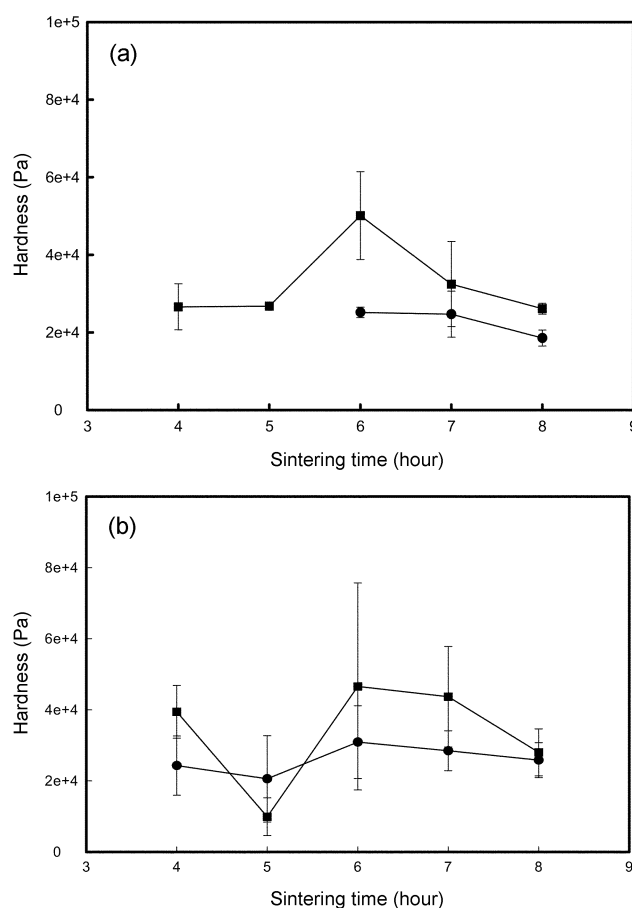 1e+5
(a)
8e+4
6e+4
Hardness (Pa)
4e+4
2e+4
0
3 4 5 6 7 8 9
Sintering time (hour)
1e+5
(b)
8e+4
6e+4
Hardness (Pa)
4e+4
2e+4
0
3 4 5 6 7 8 9
Sintering time (hour)